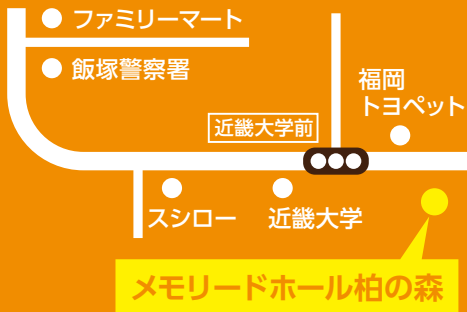 ファミリーマート
飯塚警察署
福岡
トヨペット
近畿大学前
スシロー
近畿大学
メモリードホール柏の森